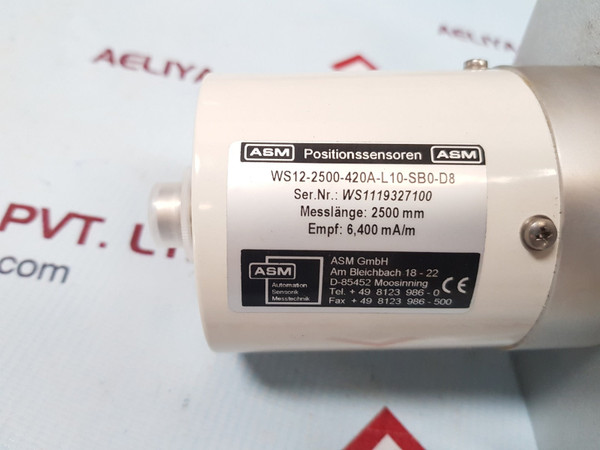 AELIYA
ASM Positionssensoren ASM
WS12-2500-420A-L10-SB0-D8
Ser.Nr.: WS1119327100
Messlänge: 2500 mm
Empf: 6,400 mA/m
ASM
Automation
Sensorik
Messtechnik
ASM GmbH
Am Bleichbach 18 - 22
D-85452 Moosinning
Tel. + 49 8123 986 - 0
Fax + 49 8123 986 - 500
CE
PVT. L
PVT. LT
AELIYA